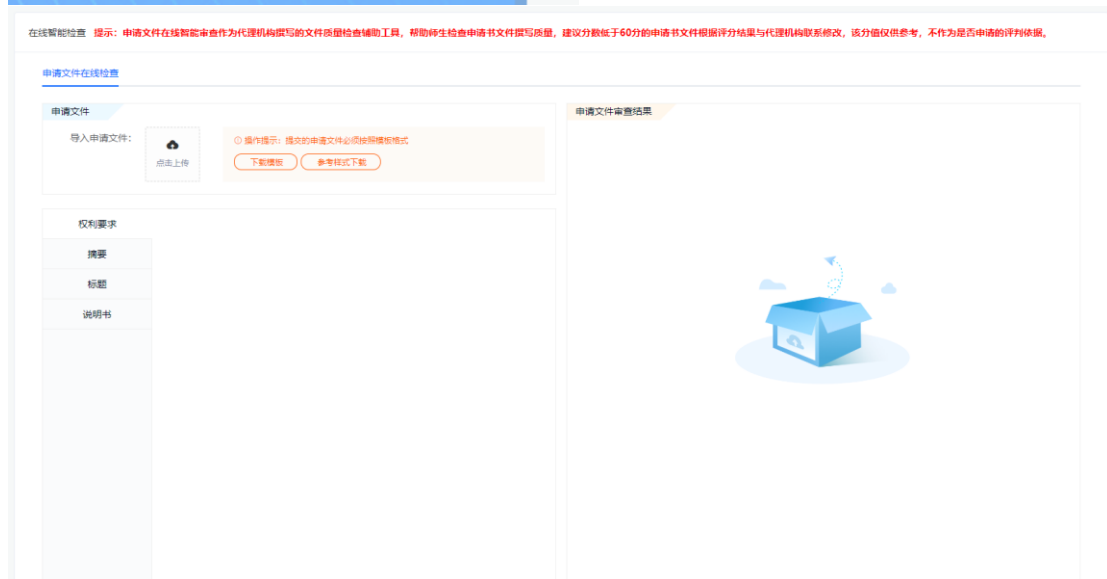 在线智能检查 提示：申请文件在线智能审查作为代理机构撰写的文件质量检查辅助工具，帮助师生检查申请书文件撰写质量，建议分数低于60分的申请书文件根据评分结果与代理机构联系修改，该分值仅供参考，不作为是否申请的评判依据。
申请文件在线检查
申请文件
申请文件审查结果
导入申请文件：
点击上传
操作提示：提交的申请文件必须按照模板格式
下载模板 参考样式下载
权利要求
摘要
标题
说明书